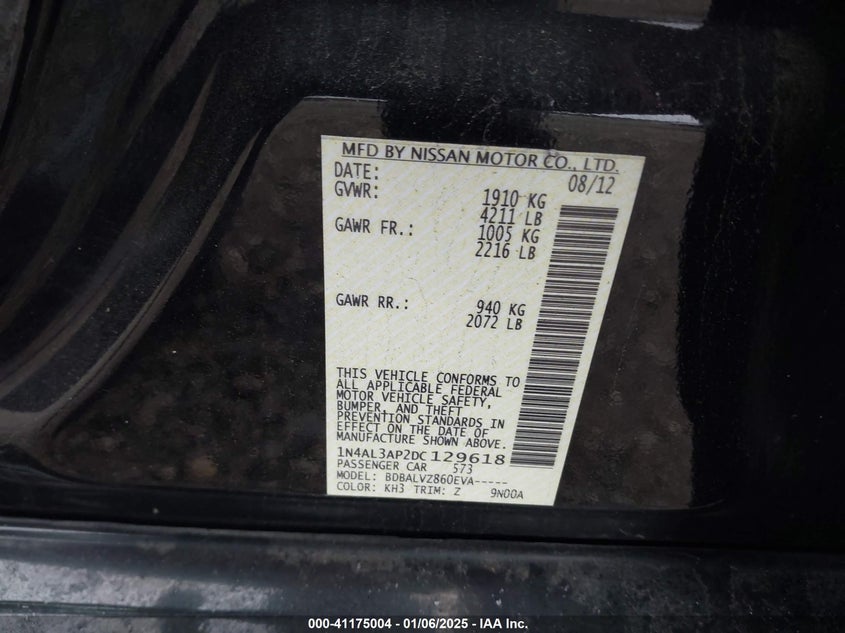 MFD BY NISSAN MOTOR CO., LTD.
DATE: 08/12
GVWR: 1910 KG
4211 LB
GAWR FR.: 1005 KG
2216 LB
GAWR RR.: 940 KG
2072 LB
THIS VEHICLE CONFORMS TO
ALL APPLICABLE FEDERAL
MOTOR VEHICLE SAFETY,
BUMPER, AND THEFT
PREVENTION STANDARDS IN
EFFECT ON THE DATE OF
MANUFACTURE SHOWN ABOVE.
1N4AL3AP2DC129618
PASSENGER CAR 573
MODEL: BDBALVZ860EVA-----
COLOR: KH3 TRIM: Z 9N00A
000-41175004 - 01/06/2025 - IAA Inc.